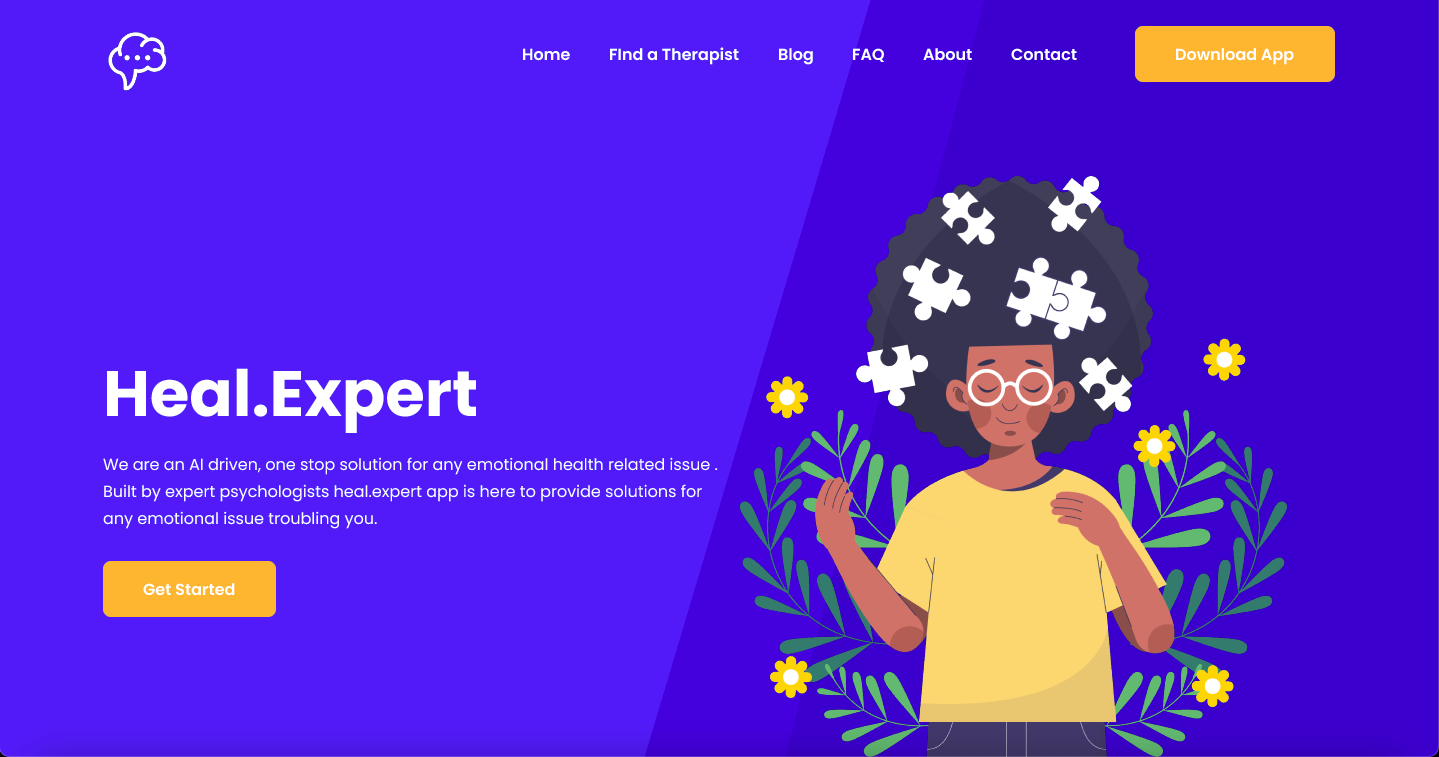 Home
FInd a Therapist
Blog
FAQ
About
Contact
Download App
Heal.Expert
We are an AI driven, one stop solution for any emotional health related issue .
Built by expert psychologists heal.expert app is here to provide solutions for
any emotional issue troubling you.
Get Started